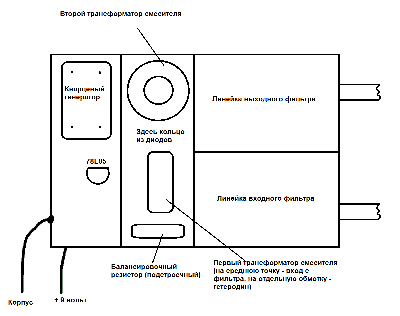 Второй трансформатор смесителя
Кварцевый
генератор
Линейка выходного фильтра
Здесь кольцо
из диодов
78L05
Линейка входного фильтра
Балансировочный
резистор (подстроечный)
Первый трансформатор смесителя
(на среднюю точку - вход с
фильтра, на отдельную обмотку -
гетеродин)
Корпус
+ 9 вольт